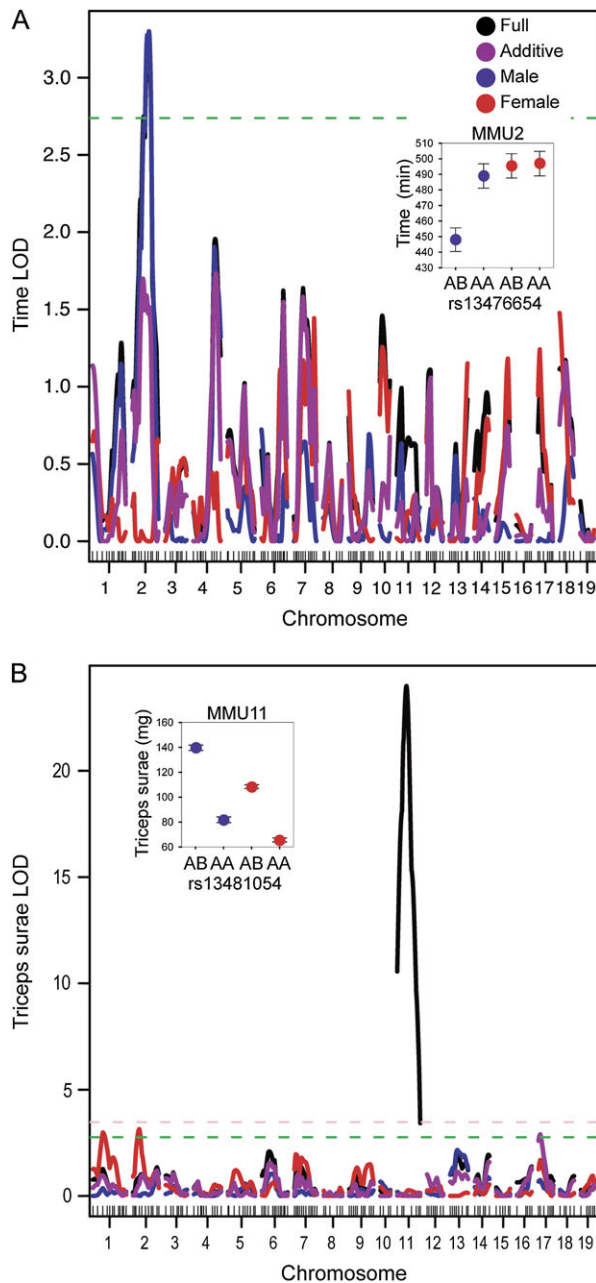 A
Full
Additive
Male
Female
3.0
2.5
2.0
1.5
1.0
0.5
0.0
Time LOD
MMU2
510
500
490
480
470
460
450
440
430
Time (min)
AB AA AB AA
rs13476654
1 2 3 4 5 6 7 8 9 10 11 12 13 14 15 16 17 18 19
Chromosome
B
20
15
10
5
0
Triceps surae LOD
MMU11
160
140
120
100
80
60
Triceps surae (mg)
AB AA AB AA
rs13481054
1 2 3 4 5 6 7 8 9 10 11 12 13 14 15 16 17 18 19
Chromosome